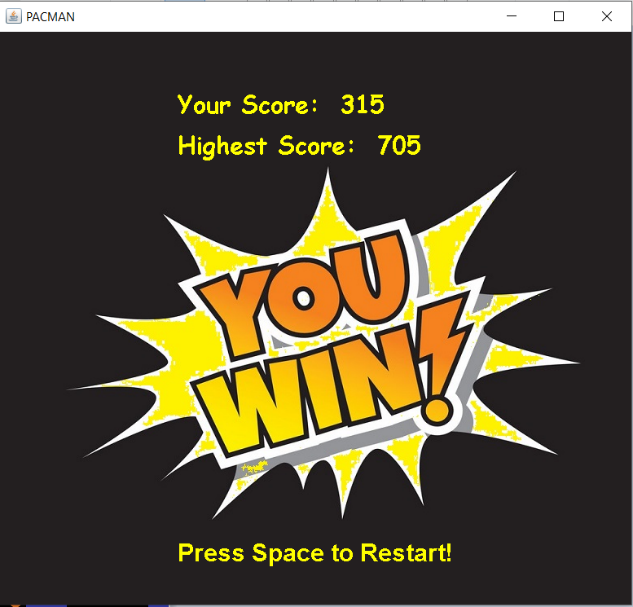 PACMAN
Your Score: 315
Highest Score: 705
YOU
WIN!
Press Space to Restart!